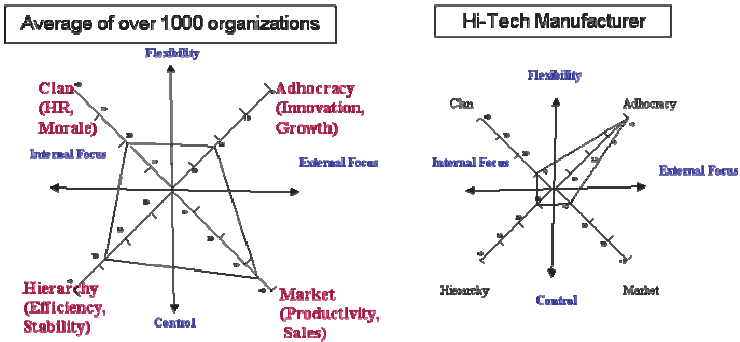 Average of over 1000 organizations
Hi-Tech Manufacturer
Flexibility
Clan
(HR,
Morale)
Adhocracy
(Innovation,
Growth)
Internal Focus
External Focus
Hierarchy
(Efficiency,
Stability)
Control
Market
(Productivity,
Sales)
Flexibility
Clan
Adhocracy
Internal Focus
External Focus
Hierarchy
Control
Market